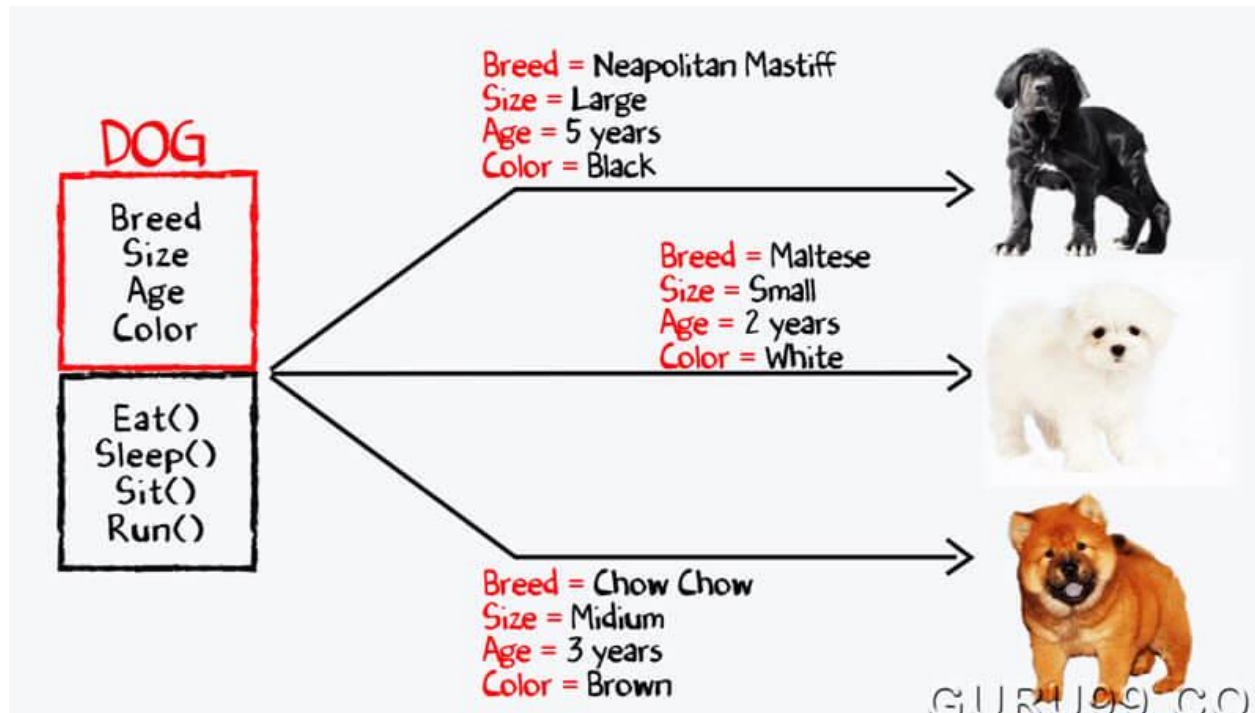 DOG
Breed
Size
Age
Color
Eat()
Sleep()
Sit()
Run()
Breed = Neapolitan Mastiff
Size = Large
Age = 5 years
Color = Black
Breed = Maltese
Size = Small
Age = 2 years
Color = White
Breed = Chow Chow
Size = Midium
Age = 3 years
Color = Brown
GURU99 CO